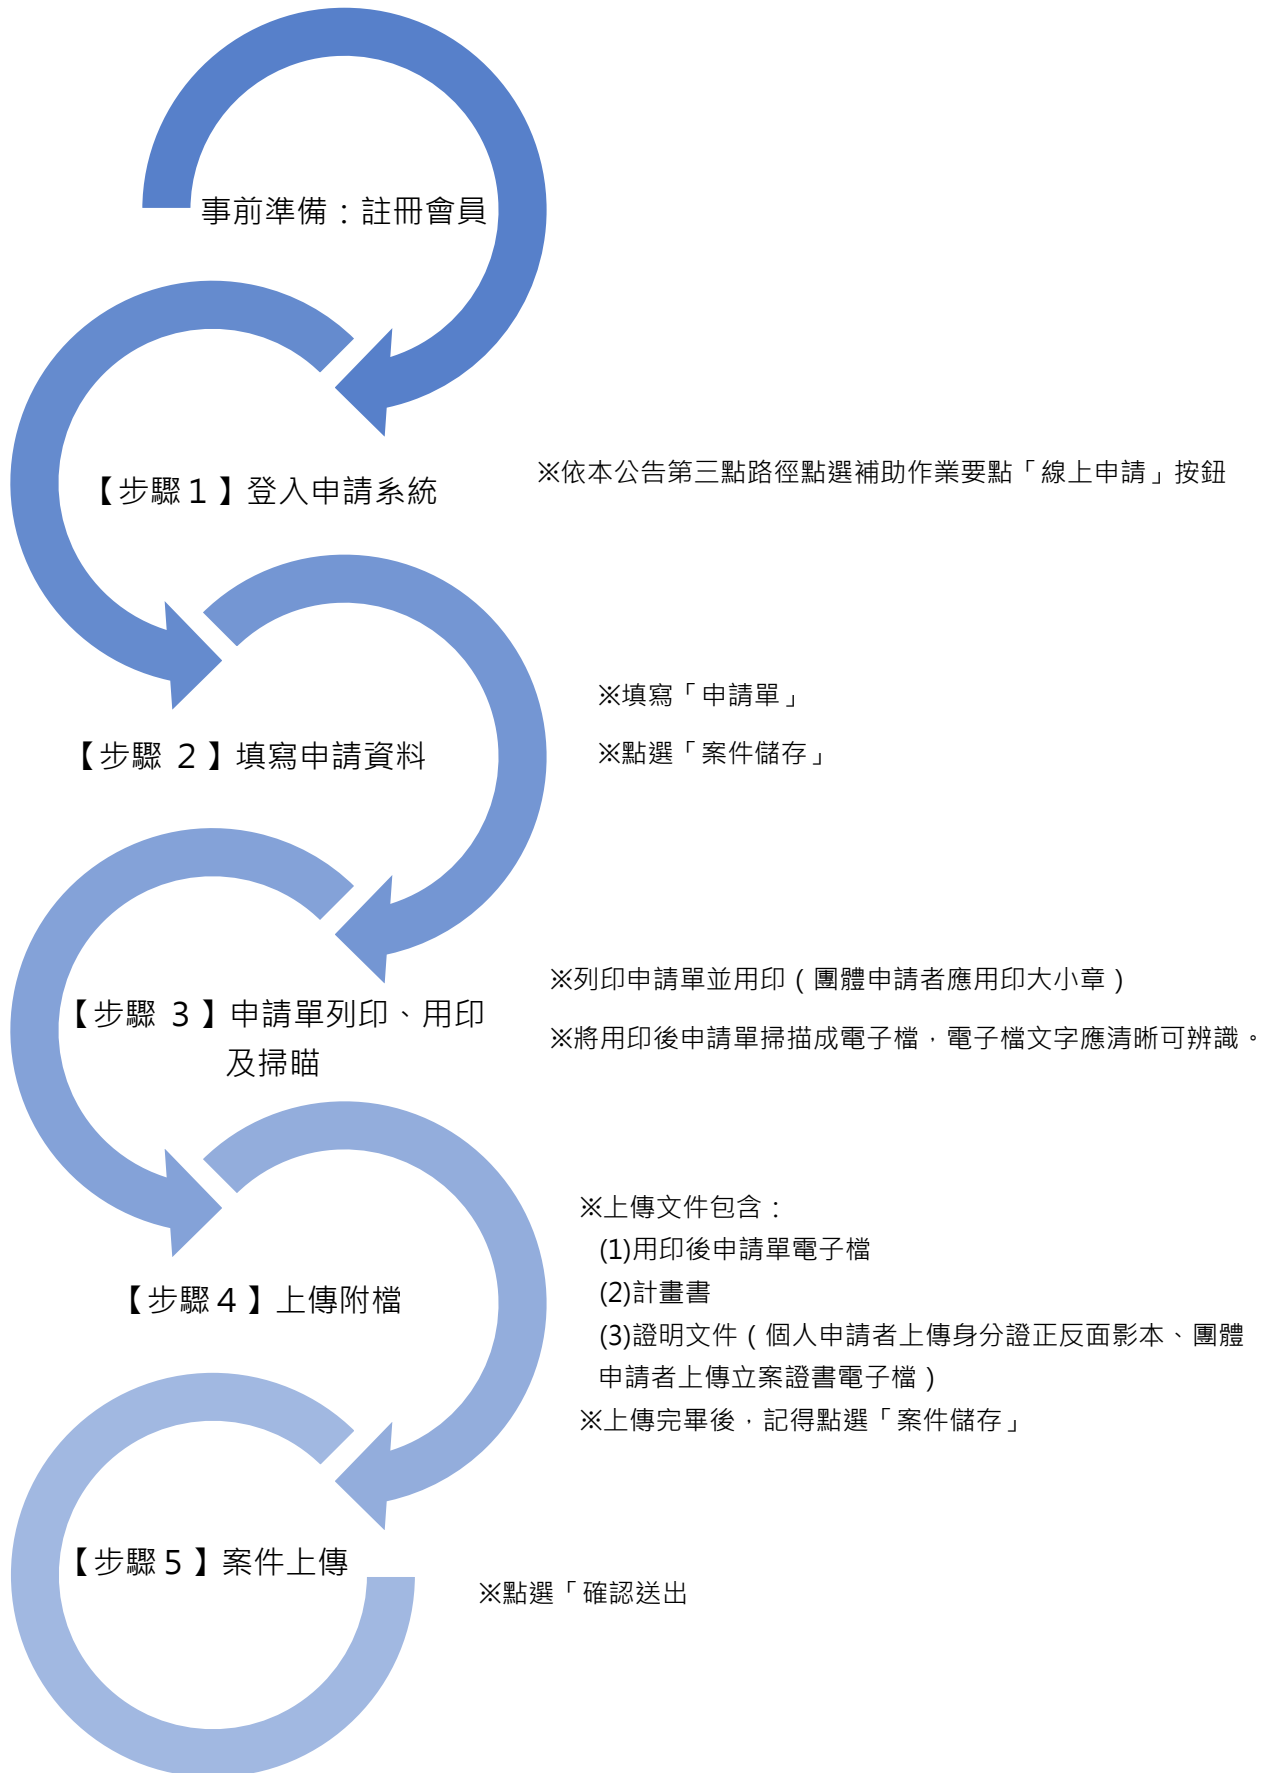 事前準備：註冊會員
【步驟１】登入申請系統
※依本公告第三點路徑點選補助作業要點「線上申請」按鈕
※填寫「申請單」
【步驟 ２】填寫申請資料
※點選「案件儲存」
※列印申請單並用印（團體申請者應用印大小章）
【步驟 ３】申請單列印、用印
及掃瞄
※將用印後申請單掃描成電子檔，電子檔文字應清晰可辨識。
※上傳文件包含：
(1)用印後申請單電子檔
(2)計畫書
【步驟４】上傳附檔
(3)證明文件（個人申請者上傳身分證正反面影本、團體
申請者上傳立案證書電子檔）
※上傳完畢後，記得點選「案件儲存」
【步驟５】案件上傳
※點選「確認送出